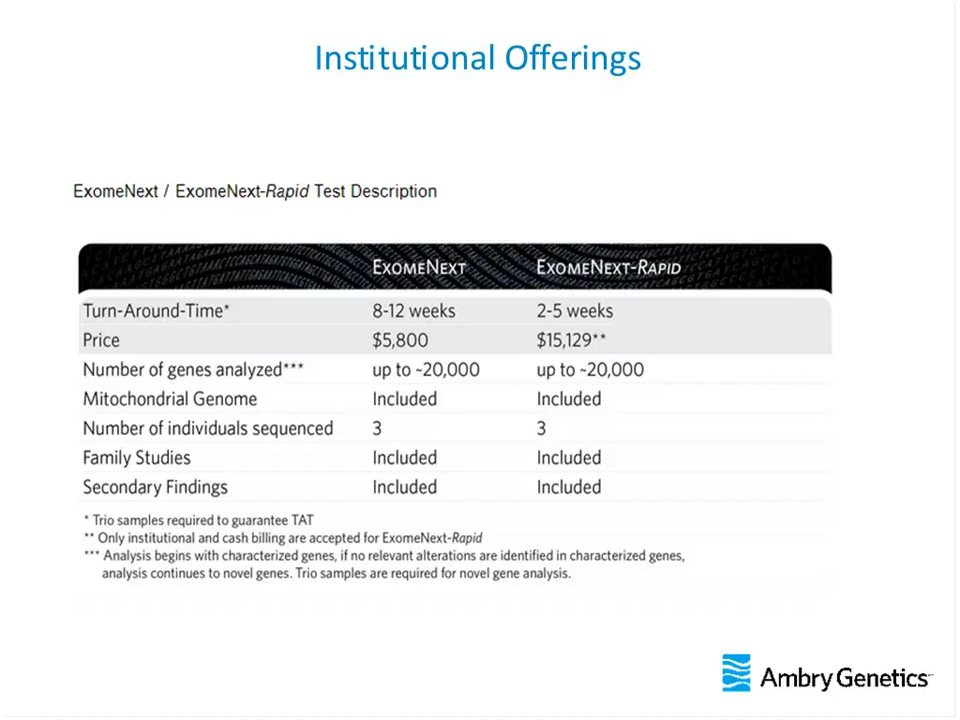 Institutional Offerings
ExomeNext / ExomeNext-Rapid Test Description
ExomeNext ExomeNext-Rapid
Turn-Around-Time* 8-12 weeks 2-5 weeks
Price $5,800 $15,129**
Number of genes analyzed*** up to ~20,000 up to ~20,000
Mitochondrial Genome Included Included
Number of individuals sequenced 3 3
Family Studies Included Included
Secondary Findings Included Included
* Trio samples required to guarantee TAT
** Only institutional and cash billing are accepted for ExomeNext-Rapid
*** Analysis begins with characterized genes, if no relevant alterations are identified in characterized genes,
analysis continues to novel genes. Trio samples are required for novel gene analysis.
Ambry Genetics